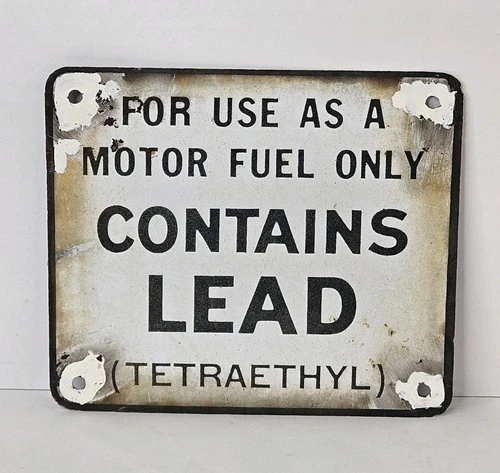 FOR USE AS A
MOTOR FUEL ONLY
CONTAINS
LEAD
(TETRAETHYL)